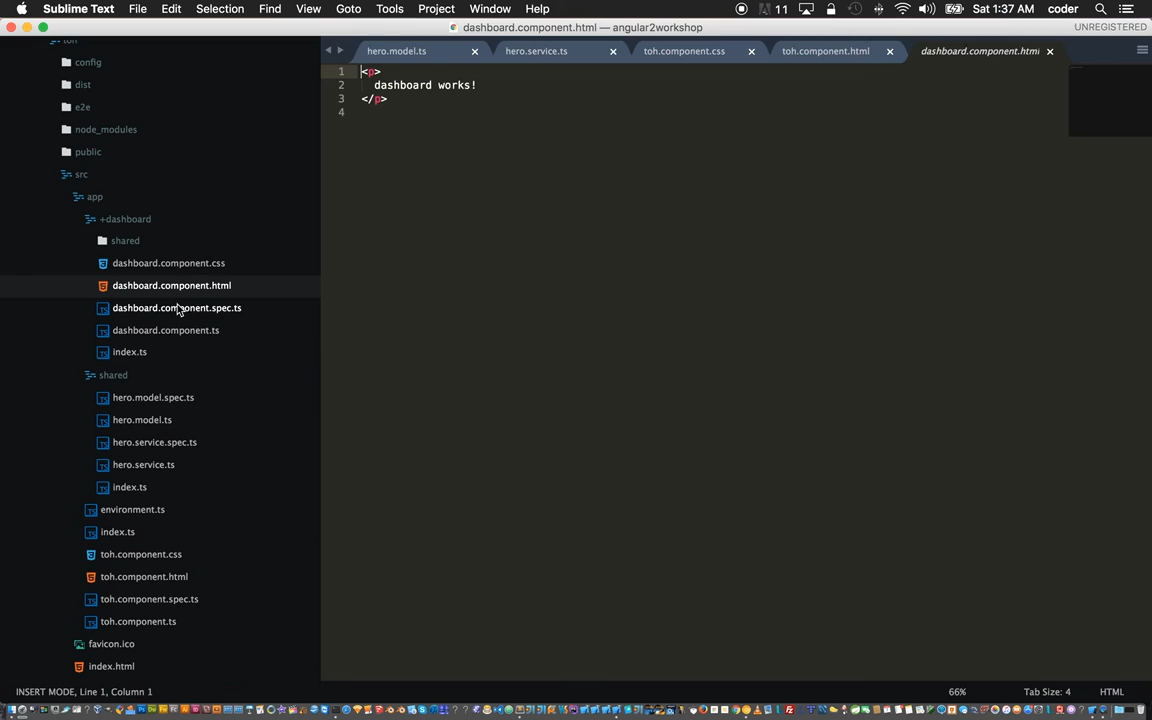 Sublime Text File Edit Selection Find View Goto Tools Project Window Help 11 Sat 1:37 AM coder
dashboard.component.html — angular2workshop UNREGISTERED
toh
config
dist
e2e
node_modules
public
src
app
+dashboard
shared
dashboard.component.css
dashboard.component.html
dashboard.component.spec.ts
dashboard.component.ts
index.ts
shared
hero.model.spec.ts
hero.model.ts
hero.service.spec.ts
hero.service.ts
index.ts
environment.ts
index.ts
toh.component.css
toh.component.html
toh.component.spec.ts
toh.component.ts
favicon.ico
index.html
hero.model.ts hero.service.ts toh.component.css toh.component.html dashboard.component.html
1 <p>
2 dashboard works!
3 </p>
4
INSERT MODE, Line 1, Column 1 66% Tab Size: 4 HTML